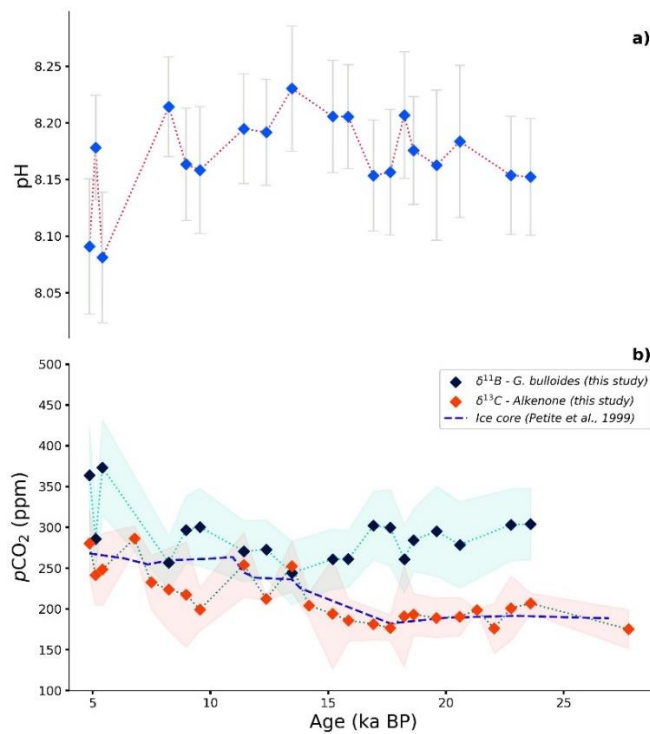 a)
8.25
8.20
8.15
8.10
8.05
pH
b)
500
450
400
350
300
250
200
150
100
pCO₂ (ppm)
δ¹¹B - G. bulloides (this study)
δ¹³C - Alkenone (this study)
Ice core (Petite et al., 1999)
5 10 15 20 25
Age (ka BP)